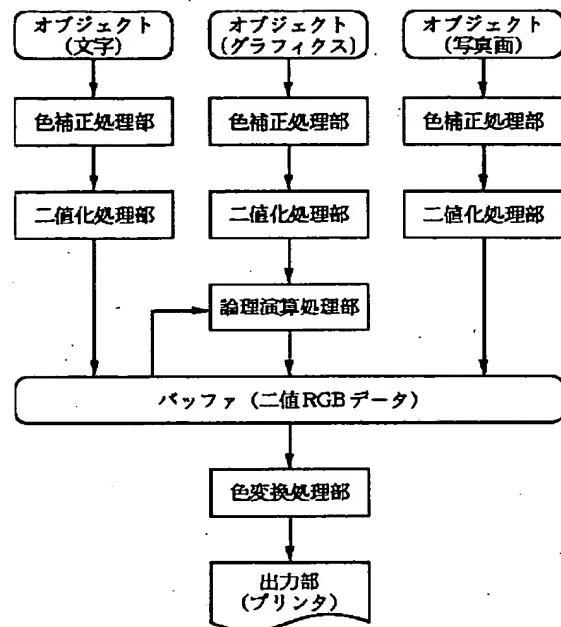 オブジェクト
(文字)
オブジェクト
(グラフィクス)
オブジェクト
(写真面)
色補正処理部
色補正処理部
色補正処理部
二値化処理部
二値化処理部
二値化処理部
論理演算処理部
バッファ(二値RGBデータ)
色変換処理部
出力部
(プリンタ)